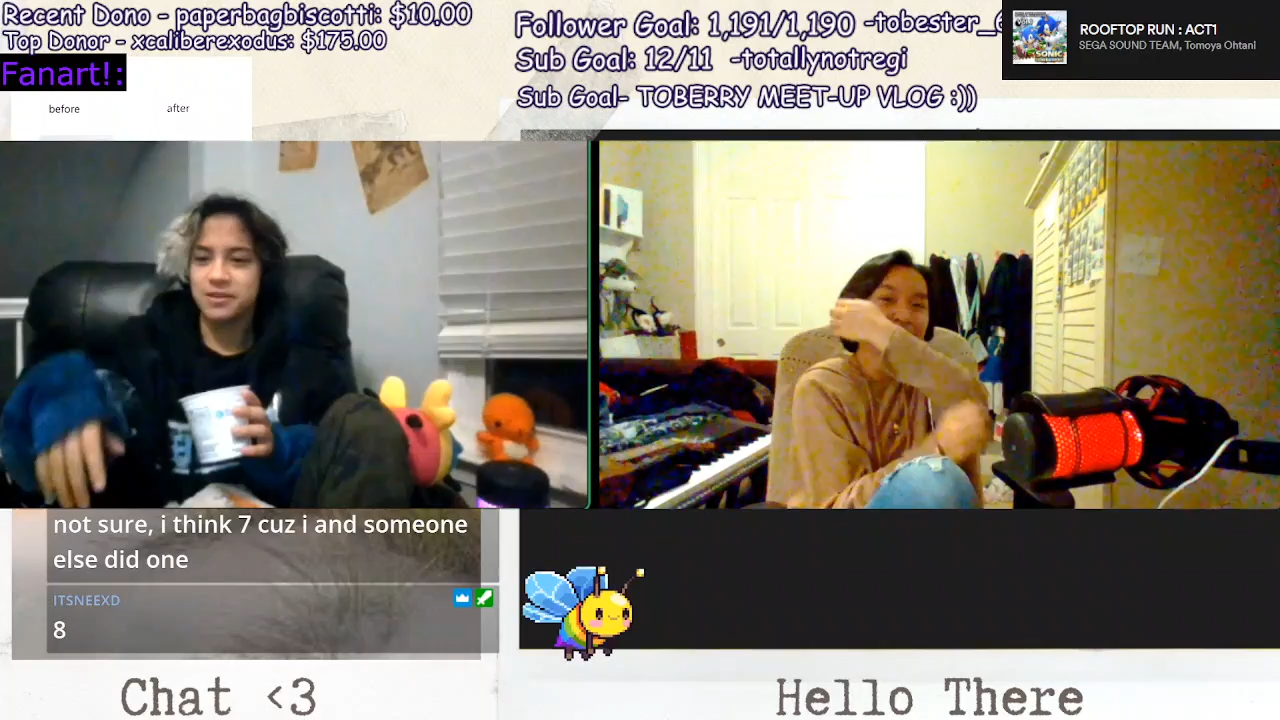 Recent Dono - paperbagbiscotti: $10.00
Top Donor - xcaliberexodus: $175.00
Fanart!:
before
after
Follower Goal: 1,191/1,190 -tobester_6
Sub Goal: 12/11 -totallynotregi
Sub Goal- TOBERRY MEET-UP VLOG :))
ROOFTOP RUN : ACT1
SEGA SOUND TEAM, Tomoya Ohtani
SONIC
not sure, i think 7 cuz i and someone
else did one
ITSNEEXD
8
Chat <3
Hello There